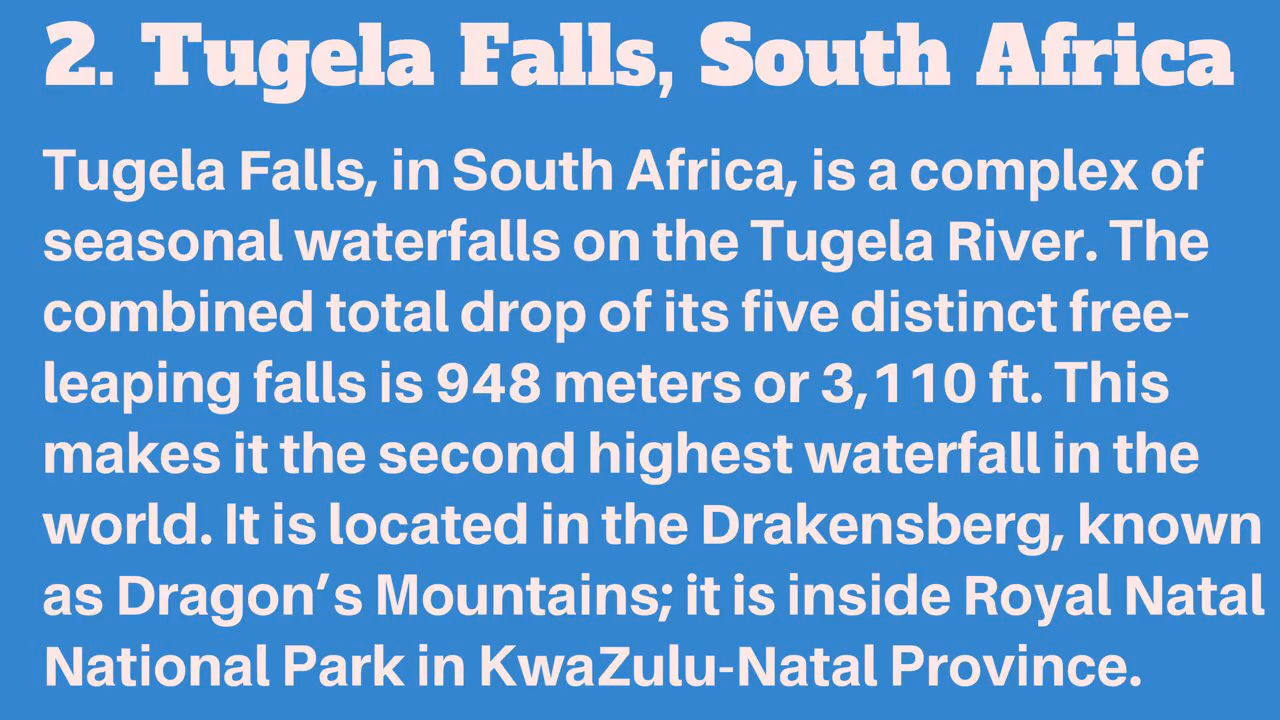 2. Tugela Falls, South Africa
Tugela Falls, in South Africa, is a complex of
seasonal waterfalls on the Tugela River. The
combined total drop of its five distinct free-
leaping falls is 948 meters or 3,110 ft. This
makes it the second highest waterfall in the
world. It is located in the Drakensberg, known
as Dragon’s Mountains; it is inside Royal Natal
National Park in KwaZulu-Natal Province.